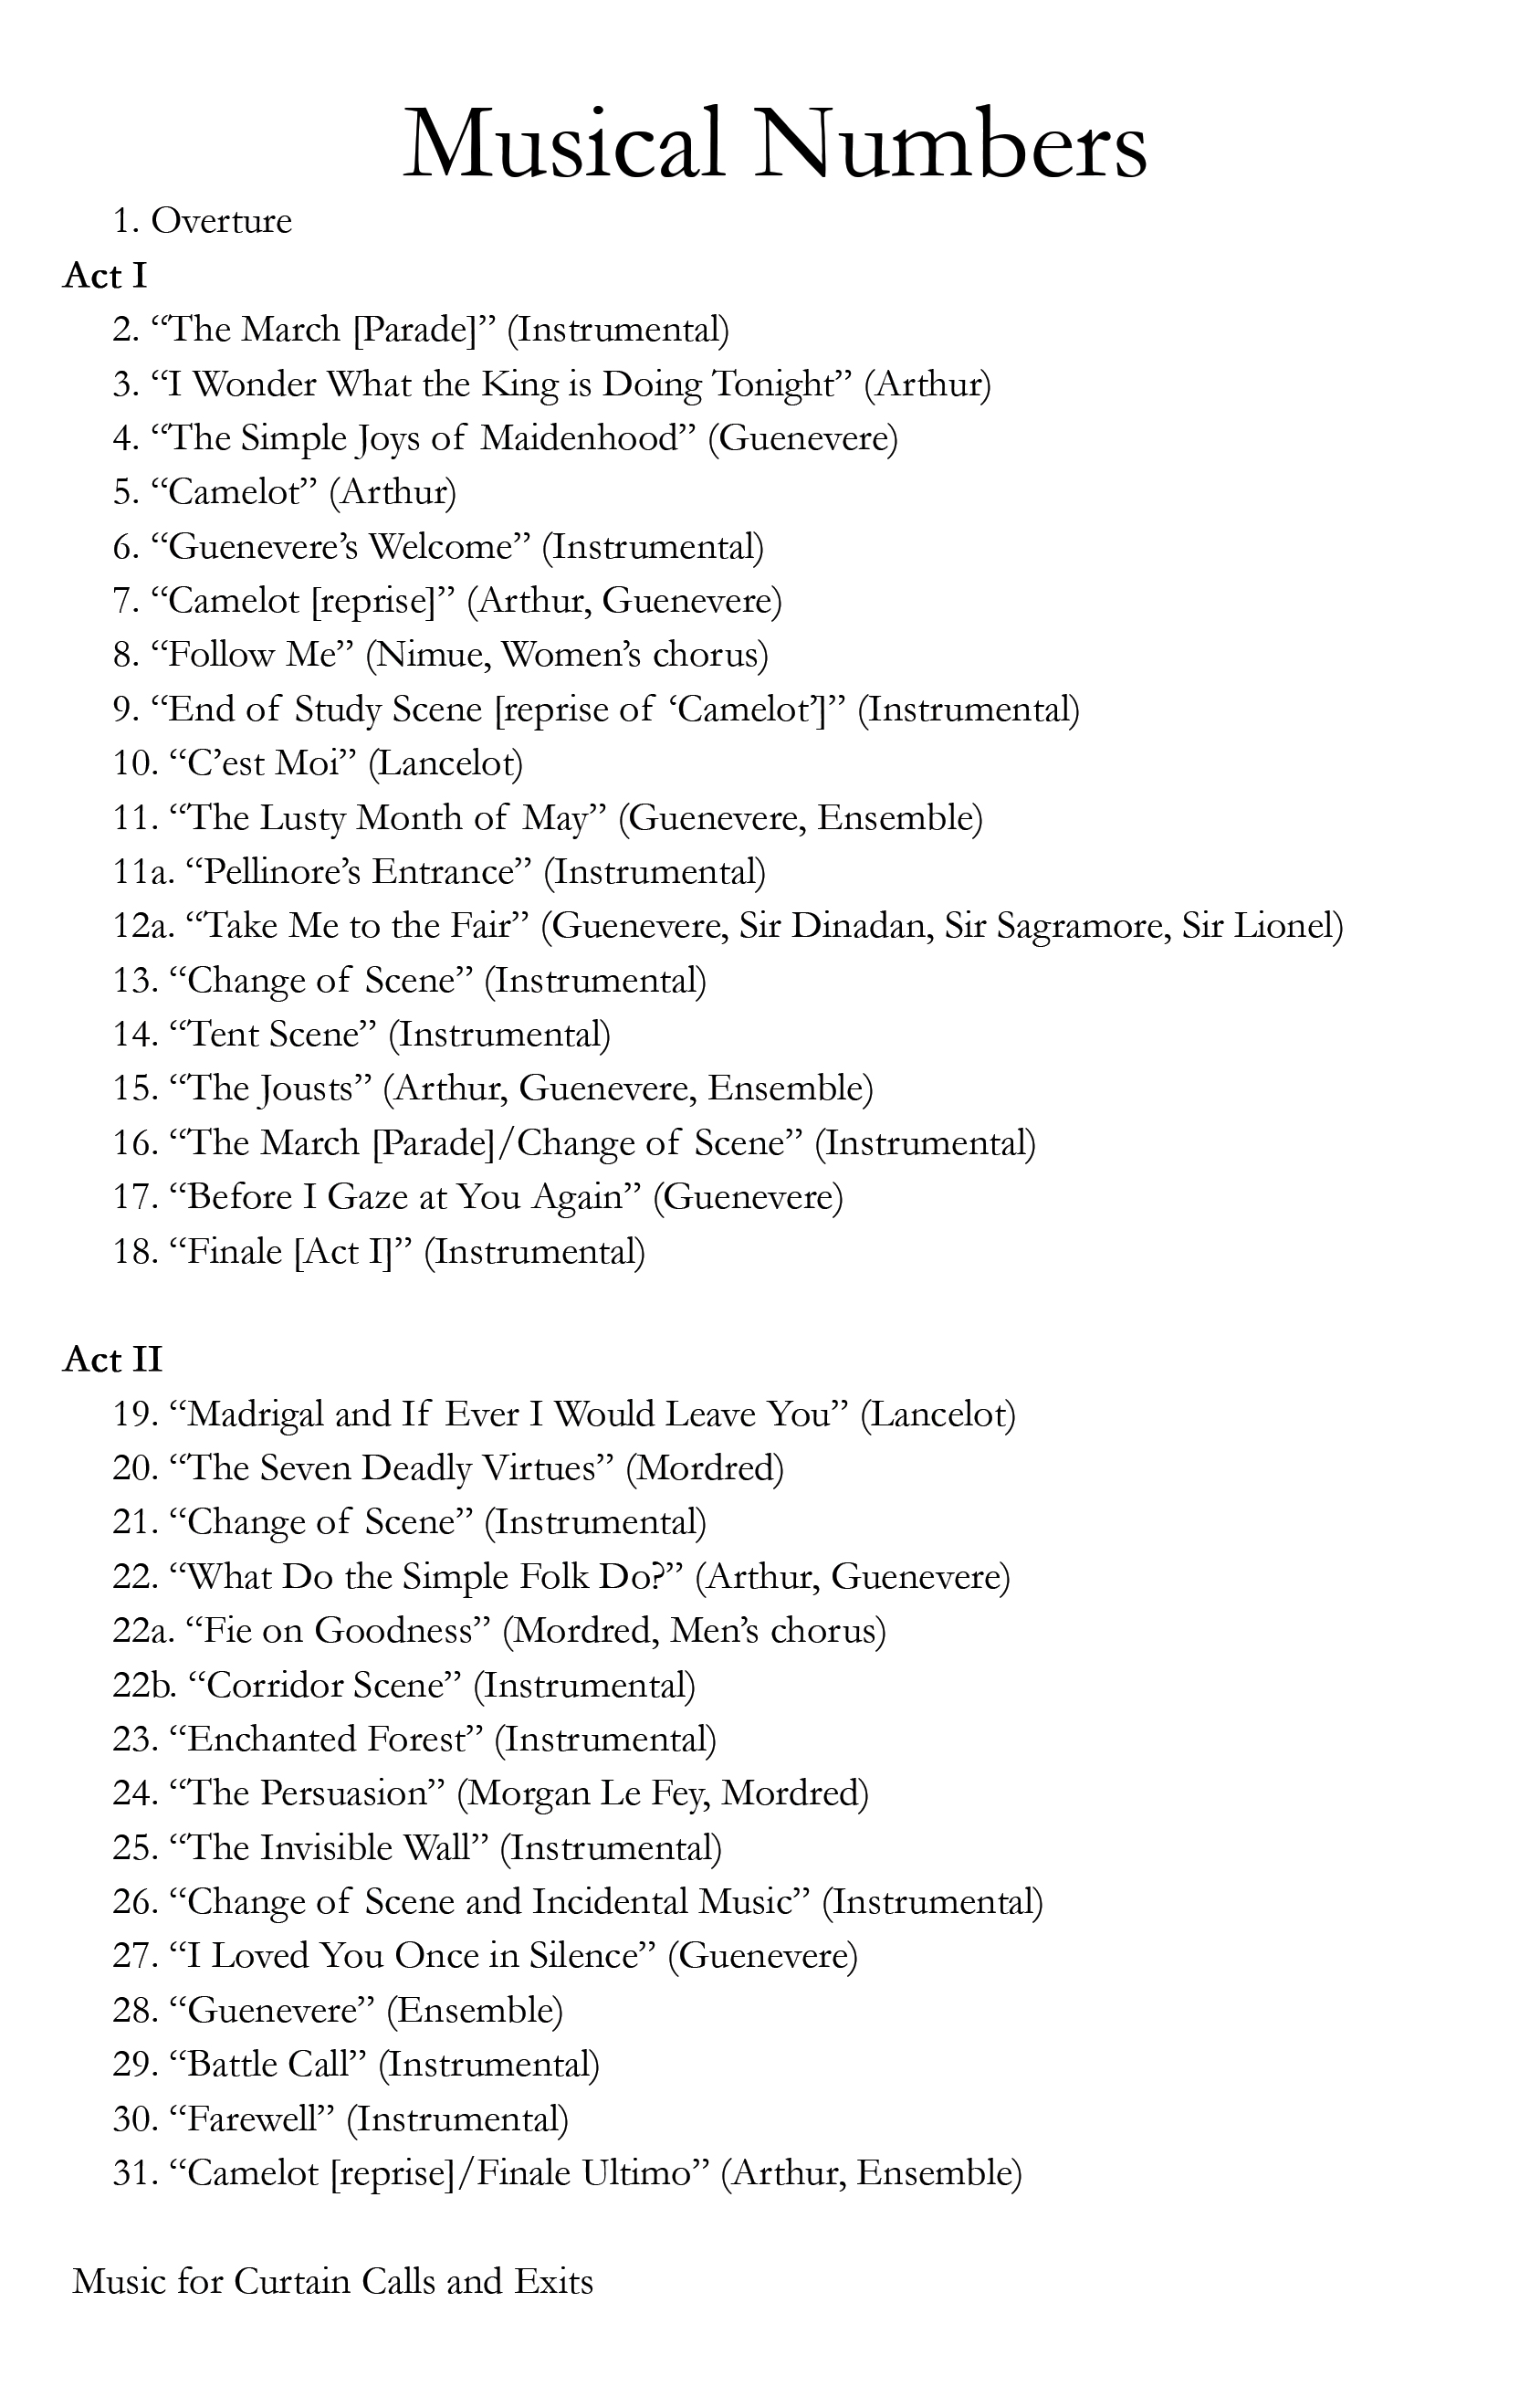 Musical Numbers
1. Overture
Act I
2. “The March [Parade]” (Instrumental)
3. “I Wonder What the King is Doing Tonight” (Arthur)
4. “The Simple Joys of Maidenhood” (Guenevere)
5. “Camelot” (Arthur)
6. “Guenevere’s Welcome” (Instrumental)
7. “Camelot [reprise]” (Arthur, Guenevere)
8. “Follow Me” (Nimue, Women’s chorus)
9. “End of Study Scene [reprise of ‘Camelot’]” (Instrumental)
10. “C’est Moi” (Lancelot)
11. “The Lusty Month of May” (Guenevere, Ensemble)
11a. “Pellinore’s Entrance” (Instrumental)
12a. “Take Me to the Fair” (Guenevere, Sir Dinadan, Sir Sagramore, Sir Lionel)
13. “Change of Scene” (Instrumental)
14. “Tent Scene” (Instrumental)
15. “The Jousts” (Arthur, Guenevere, Ensemble)
16. “The March [Parade]/Change of Scene” (Instrumental)
17. “Before I Gaze at You Again” (Guenevere)
18. “Finale [Act I]” (Instrumental)
Act II
19. “Madrigal and If Ever I Would Leave You” (Lancelot)
20. “The Seven Deadly Virtues” (Mordred)
21. “Change of Scene” (Instrumental)
22. “What Do the Simple Folk Do?” (Arthur, Guenevere)
22a. “Fie on Goodness” (Mordred, Men’s chorus)
22b. “Corridor Scene” (Instrumental)
23. “Enchanted Forest” (Instrumental)
24. “The Persuasion” (Morgan Le Fey, Mordred)
25. “The Invisible Wall” (Instrumental)
26. “Change of Scene and Incidental Music” (Instrumental)
27. “I Loved You Once in Silence” (Guenevere)
28. “Guenevere” (Ensemble)
29. “Battle Call” (Instrumental)
30. “Farewell” (Instrumental)
31. “Camelot [reprise]/Finale Ultimo” (Arthur, Ensemble)
Music for Curtain Calls and Exits